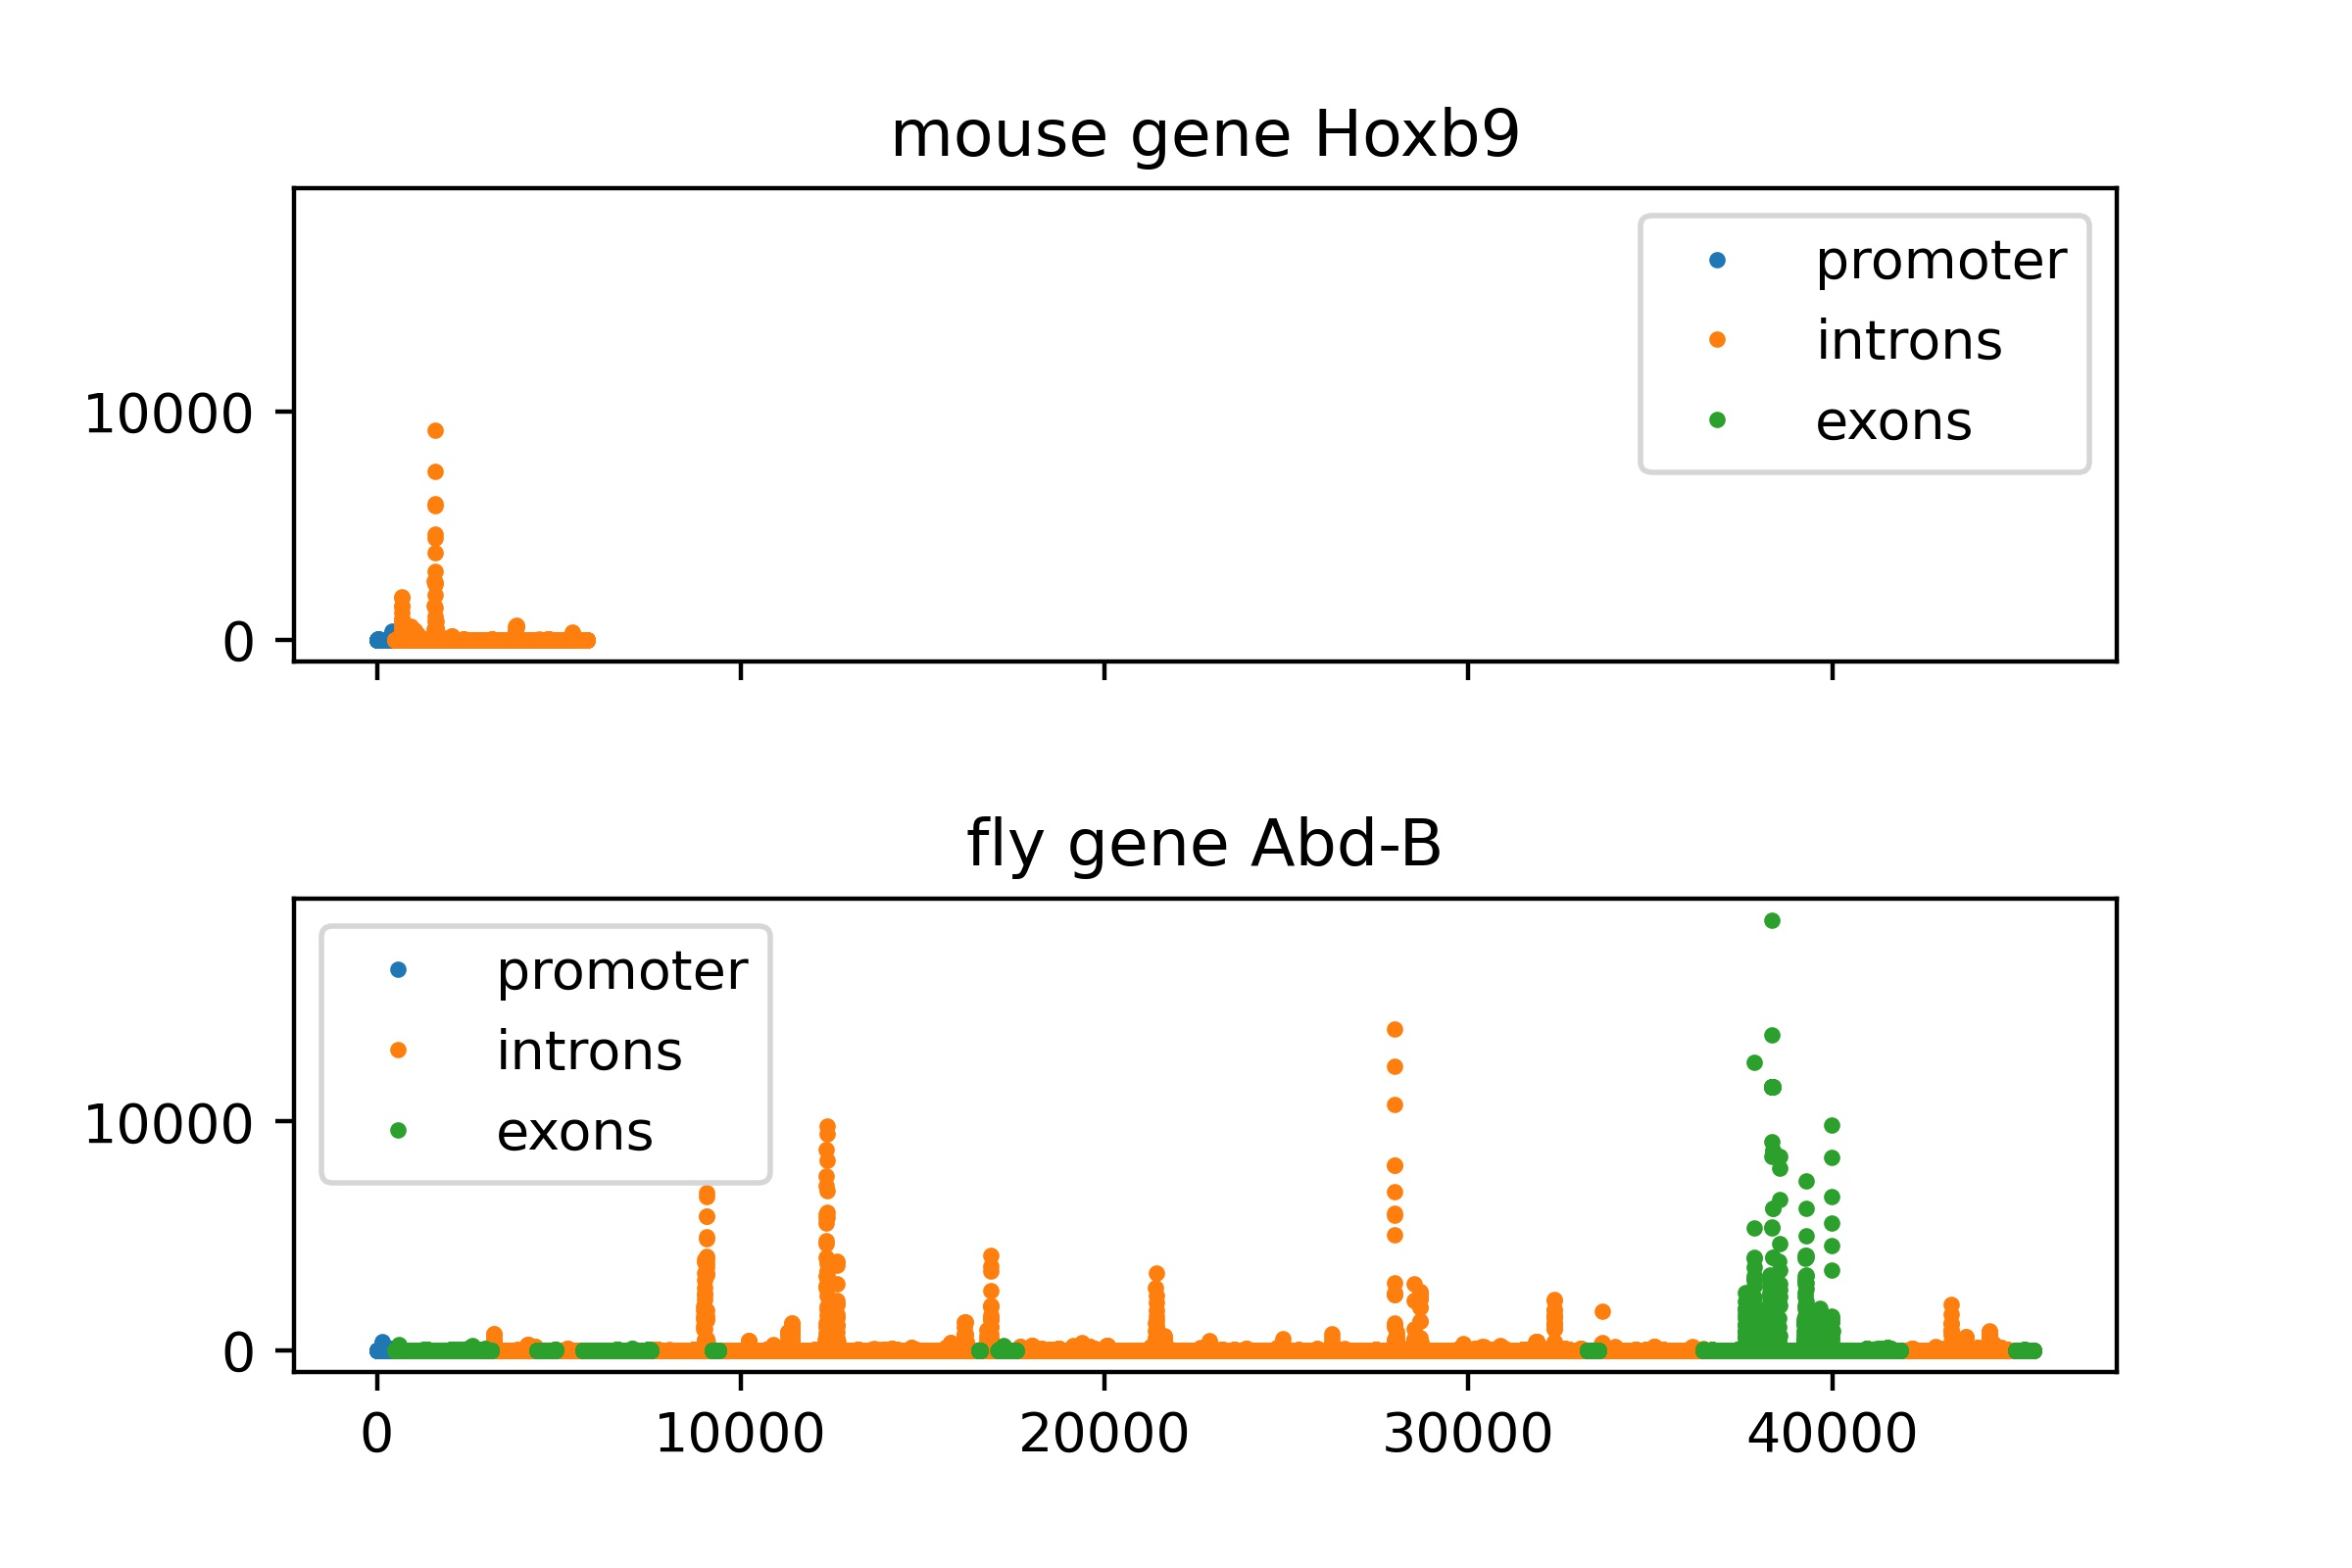 mouse gene Hoxb9
promoter
introns
exons
10000
0
fly gene Abd-B
promoter
introns
exons
10000
0
0 10000 20000 30000 40000